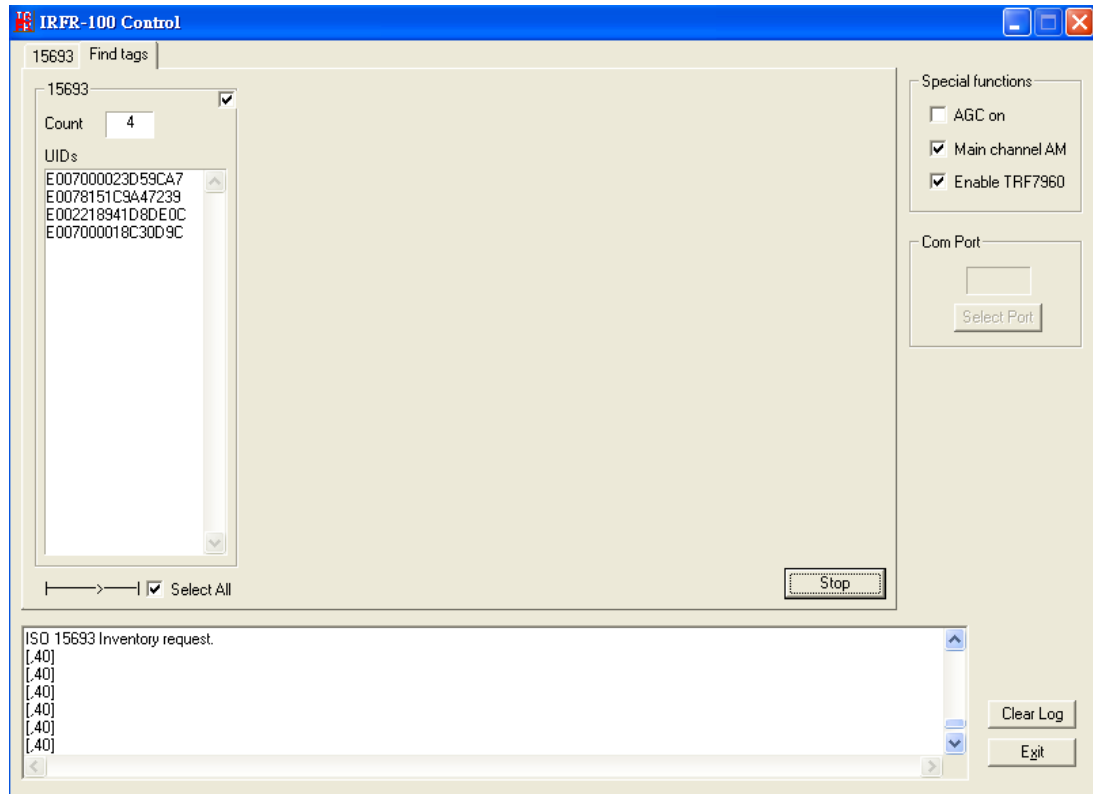 IRFR-100 Control
15693 Find tags
15693
Count 4
UIDs
E007000023D59CA7
E0078151C9A47239
E002218941D8DE0C
E007000018C30D9C
Select All
Stop
Special functions
AGC on
Main channel AM
Enable TRF7960
Com Port
Select Port
ISO 15693 Inventory request.
[,40]
[,40]
[,40]
[,40]
[,40]
[,40]
Clear Log
Exit